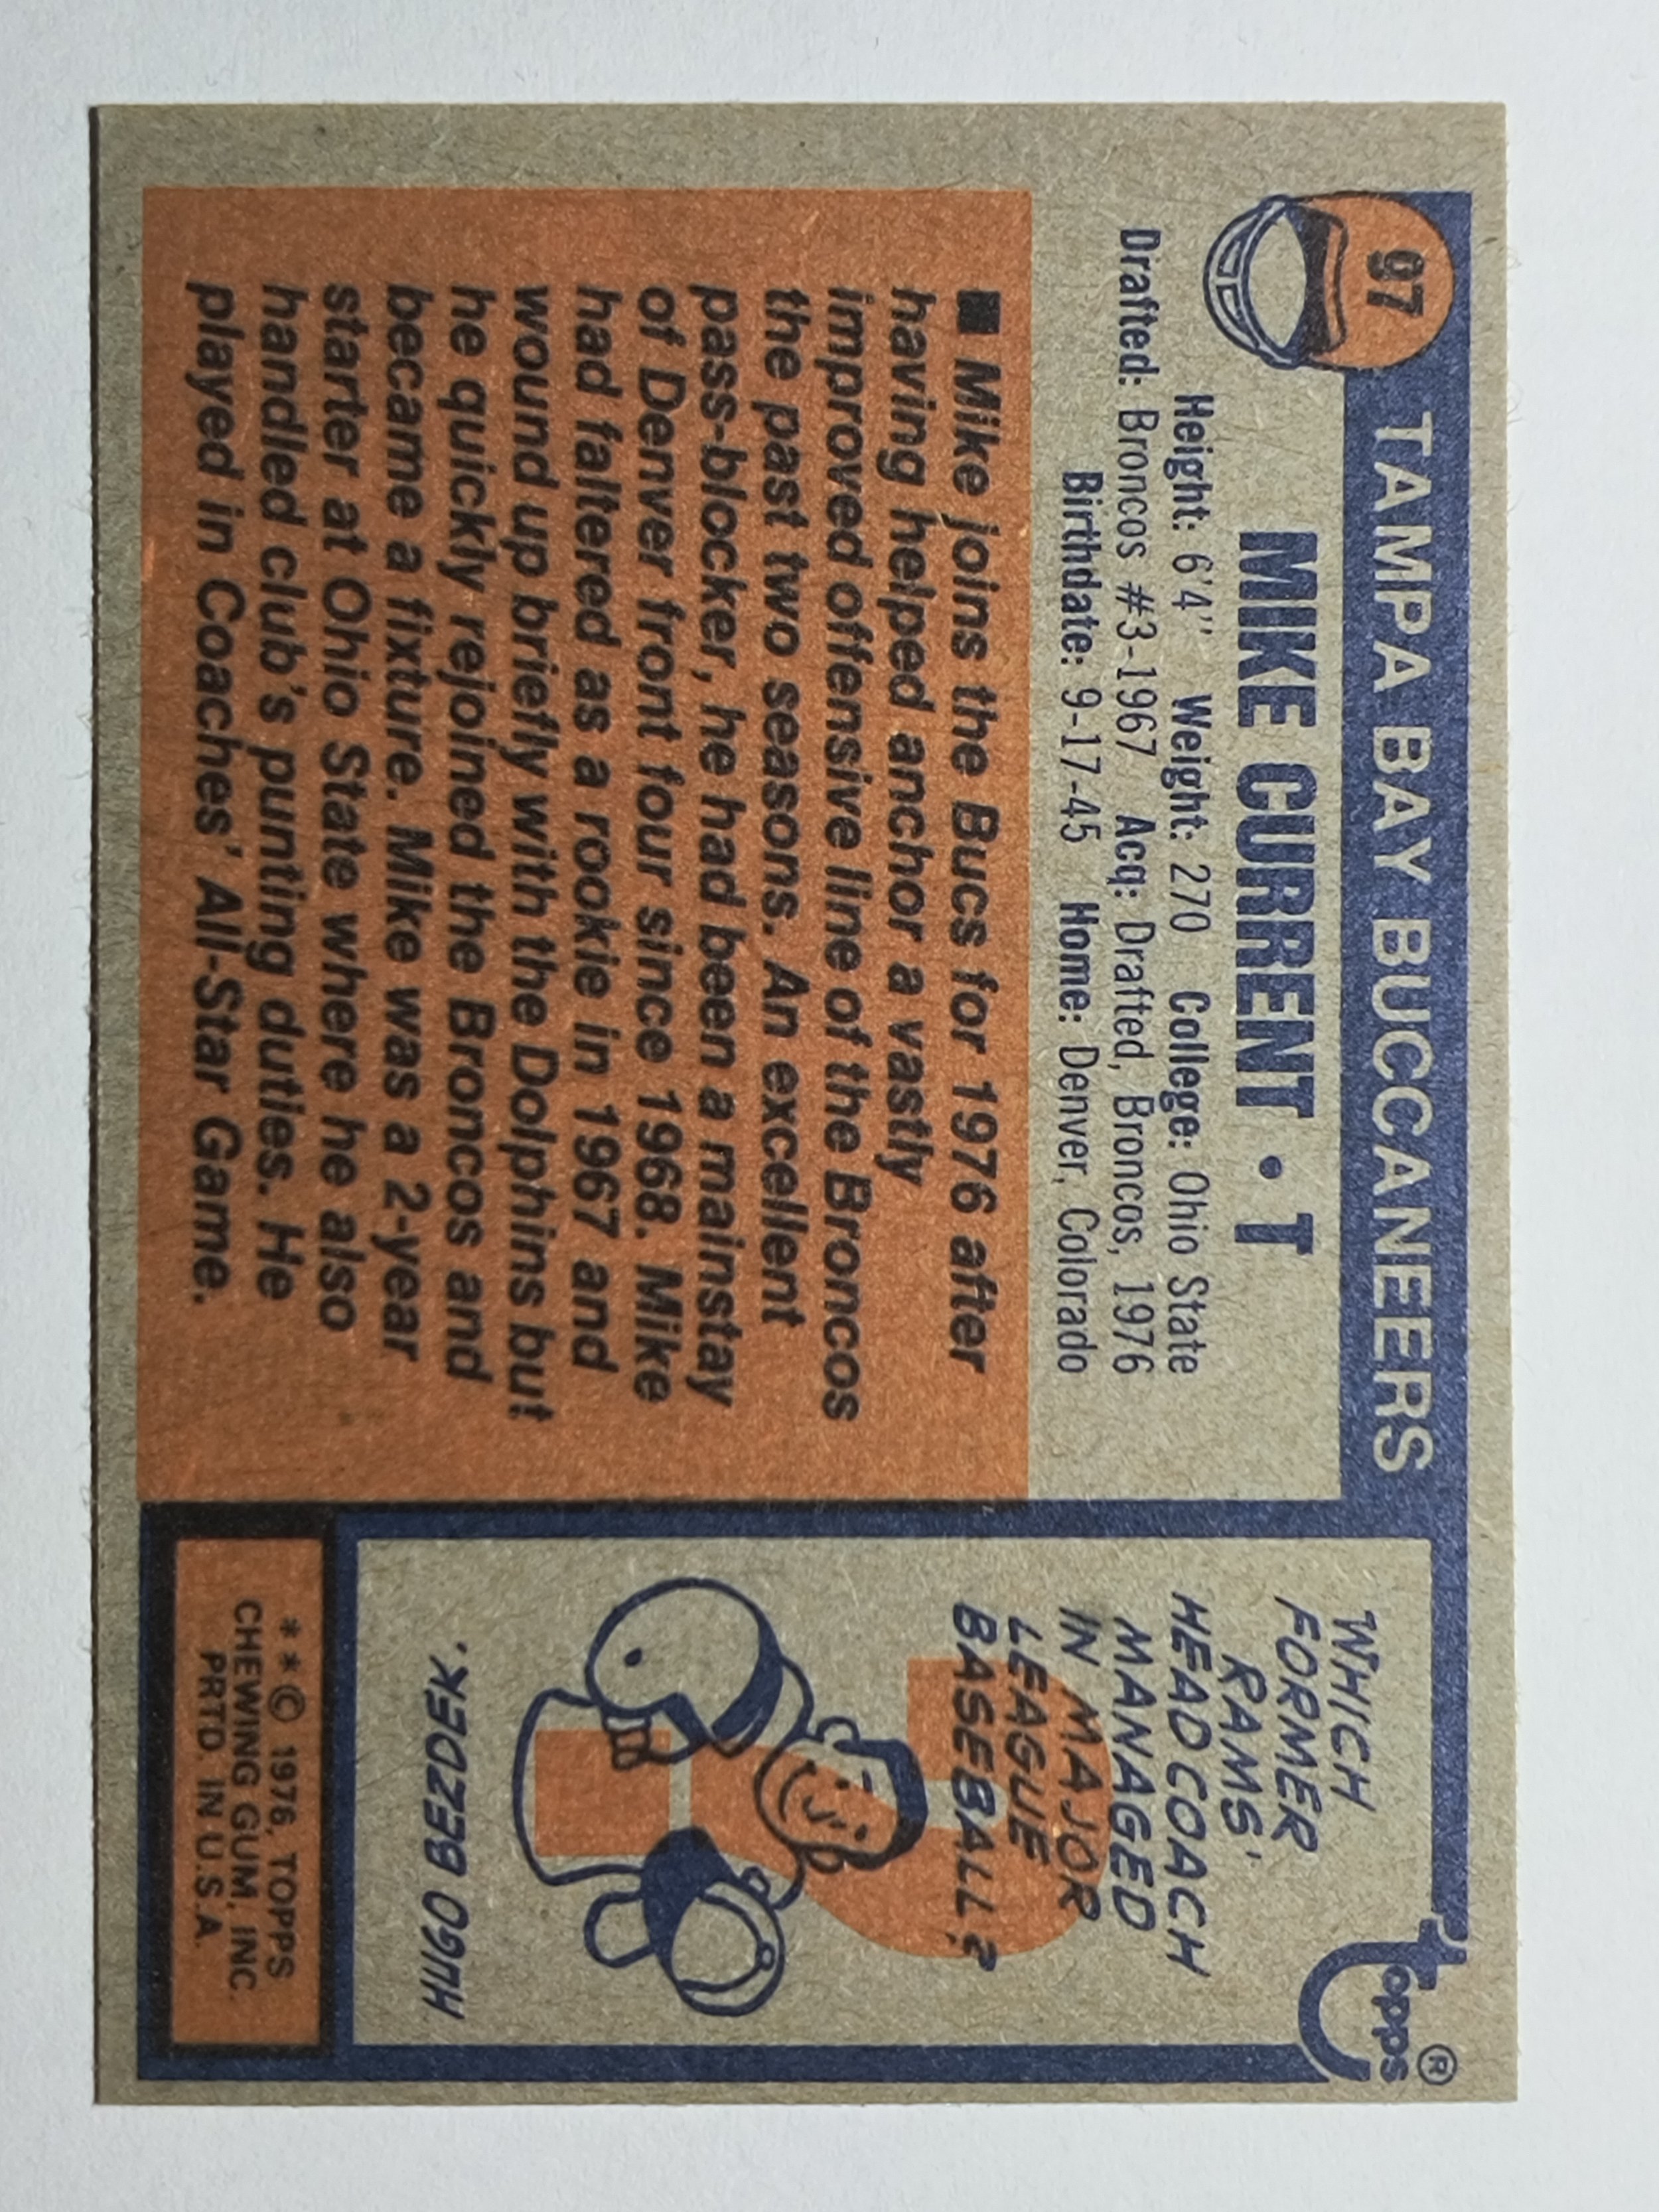 97
TAMPA BAY BUCCANEERS
MIKE CURRENT • T
Height: 6'4" Weight: 270 College: Ohio State
Drafted: Broncos #3-1967 Acq: Drafted, Broncos, 1976
Birthdate: 9-17-45 Home: Denver, Colorado
■ Mike joins the Bucs for 1976 after
having helped anchor a vastly
improved offensive line of the Broncos
the past two seasons. An excellent
pass-blocker, he had been a mainstay
of Denver front four since 1968. Mike
had faltered as a rookie in 1967 and
wound up briefly with the Dolphins but
he quickly rejoined the Broncos and
became a fixture. Mike was a 2-year
starter at Ohio State where he also
handled club's punting duties. He
played in Coaches' All-Star Game.
Topps®
WHICH
FORMER
RAMS'
HEAD COACH
MANAGED
IN MAJOR
LEAGUE
BASEBALL?
HUGO BEZDEK.
**© 1976, TOPPS
CHEWING GUM, INC.
PRTD. IN U.S.A.